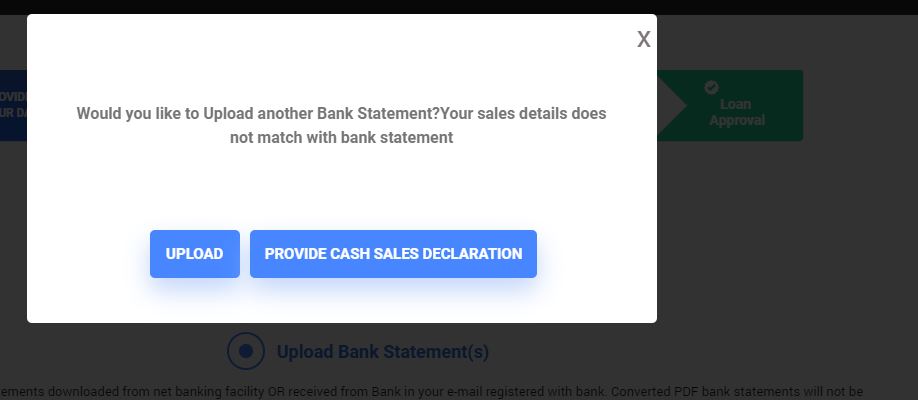 X
OVID
UR DA
Loan
Approval
Would you like to Upload another Bank Statement?Your sales details does
not match with bank statement
UPLOAD
PROVIDE CASH SALES DECLARATION
Upload Bank Statement(s)
ements downloaded from net banking facility OR received from Bank in your e-mail registered with bank. Converted PDF bank statements will not be